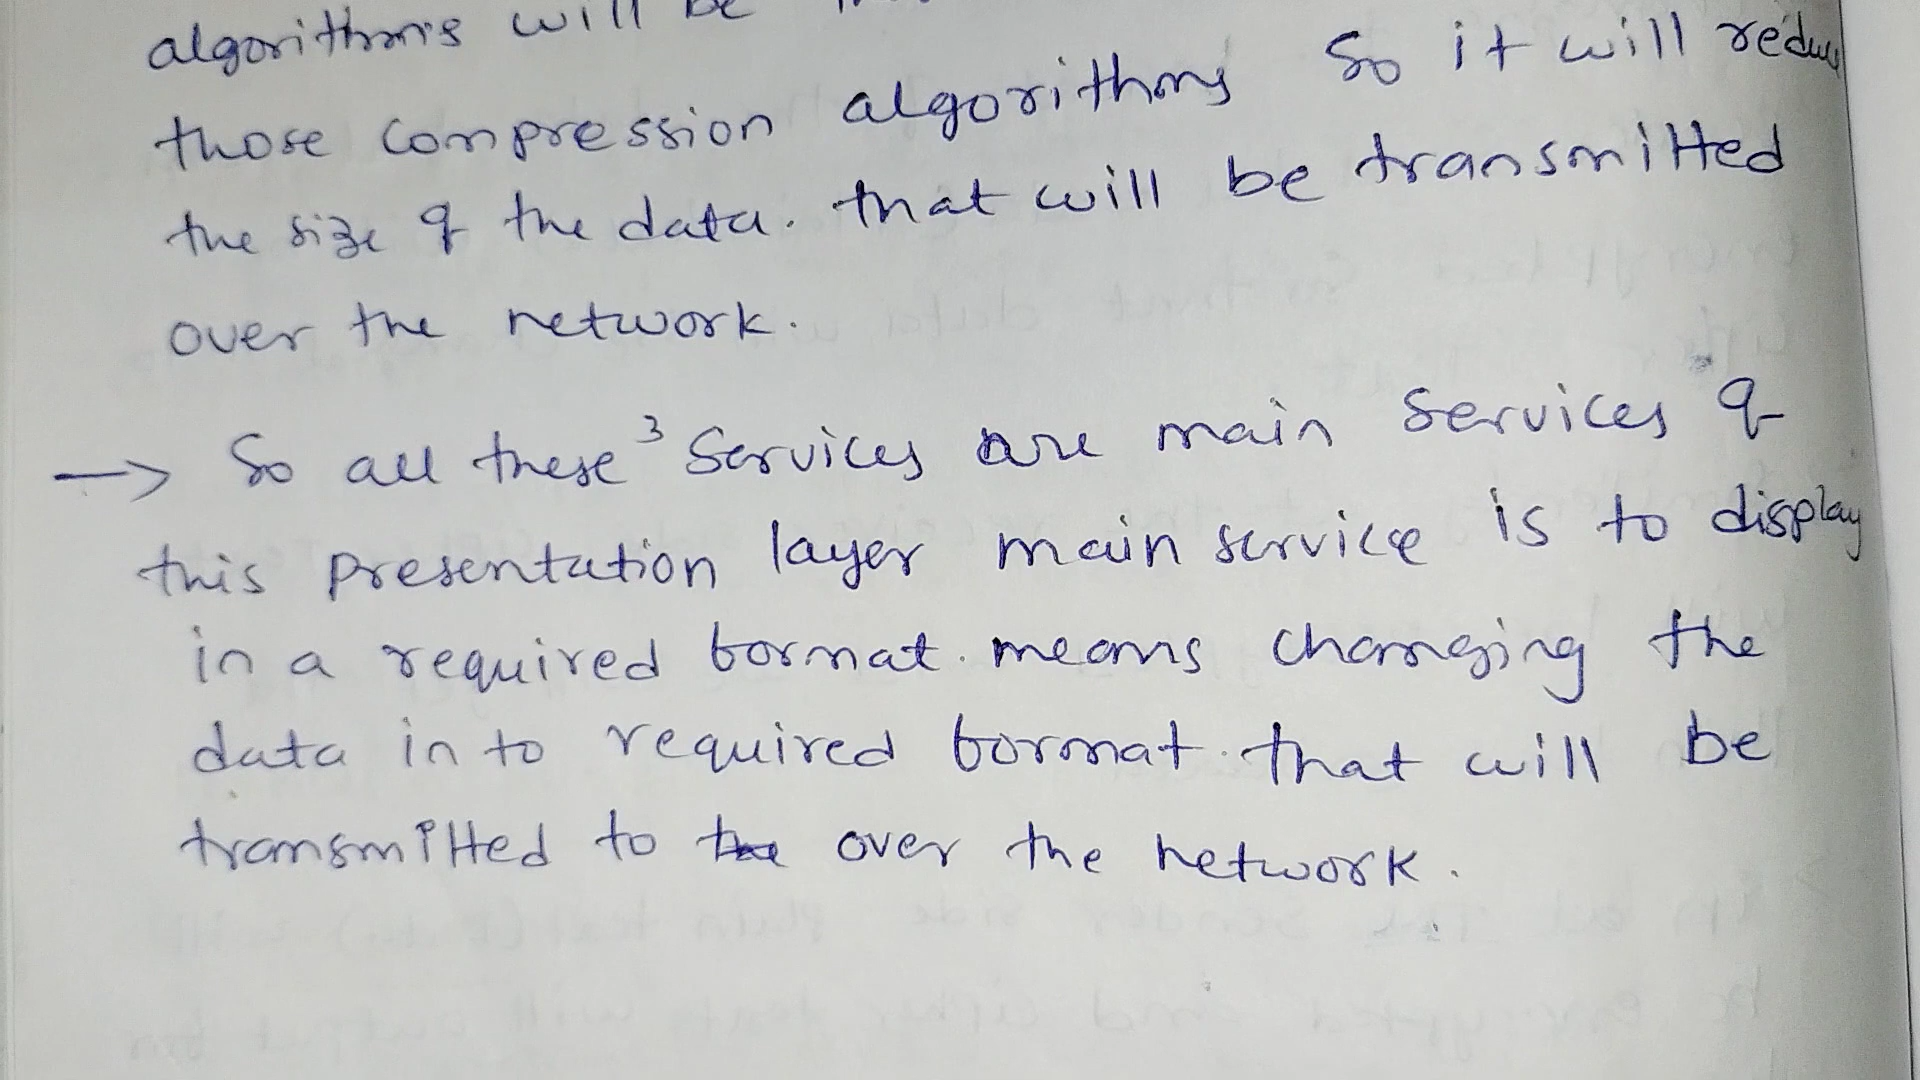 algorithms will be
those compression algorithms So it will reduce
the size of the data. that will be transmitted
over the network.
→ So all these 3 Services are main Services of
this presentation layer main service is to display
in a required format. means changing the
data in to required format. that will be
transmitted to the over the network.